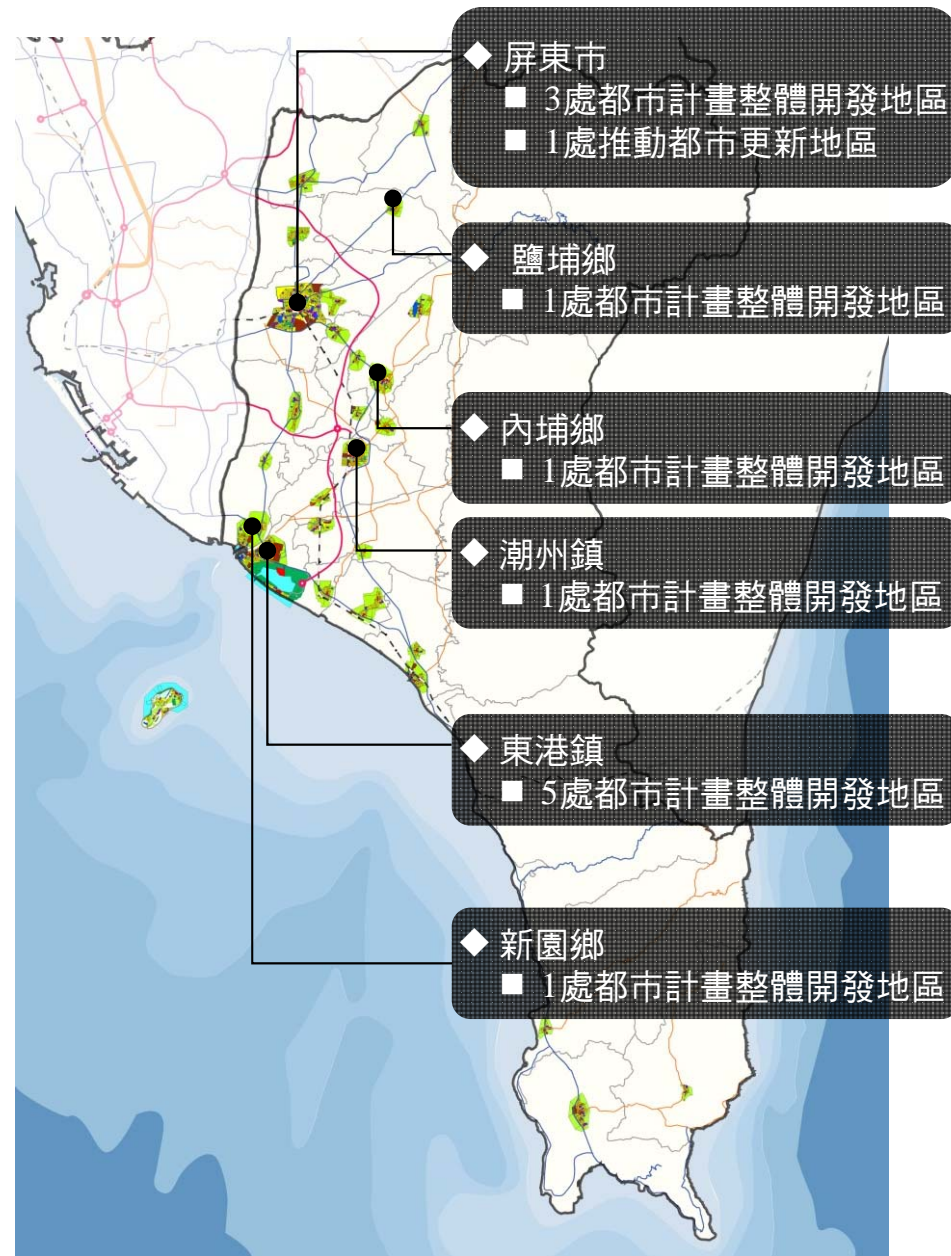 ◆ 屏東市
■ 3處都市計畫整體開發地區
■ 1處推動都市更新地區
◆ 鹽埔鄉
■ 1處都市計畫整體開發地區
◆ 內埔鄉
■ 1處都市計畫整體開發地區
◆ 潮州鎮
■ 1處都市計畫整體開發地區
◆ 東港鎮
■ 5處都市計畫整體開發地區
◆ 新園鄉
■ 1處都市計畫整體開發地區